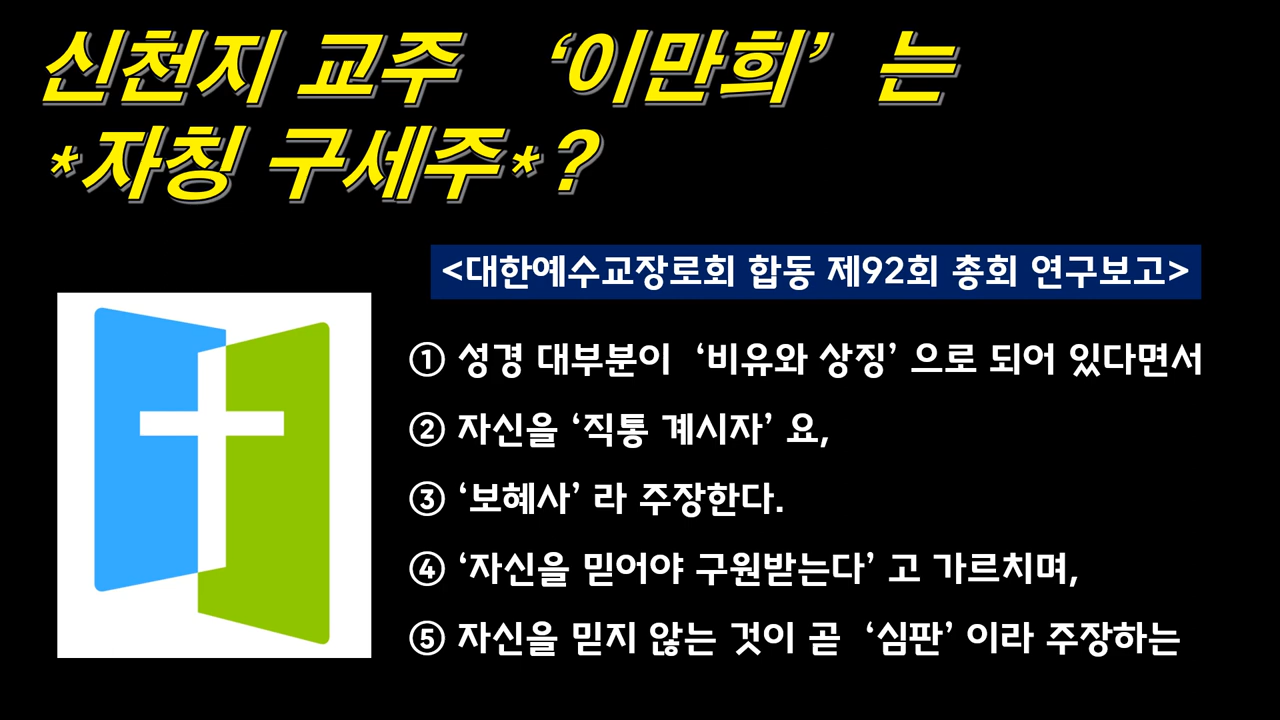 신천지 교주 ‘이만희’ 는
*자칭 구세주*?
<대한예수교장로회 합동 제92회 총회 연구보고>
① 성경 대부분이 ‘비유와 상징’ 으로 되어 있다면서
② 자신을 ‘직통 계시자’ 요,
③ ‘보혜사’ 라 주장한다.
④ ‘자신을 믿어야 구원받는다’ 고 가르치며,
⑤ 자신을 믿지 않는 것이 곧 ‘심판’ 이라 주장하는